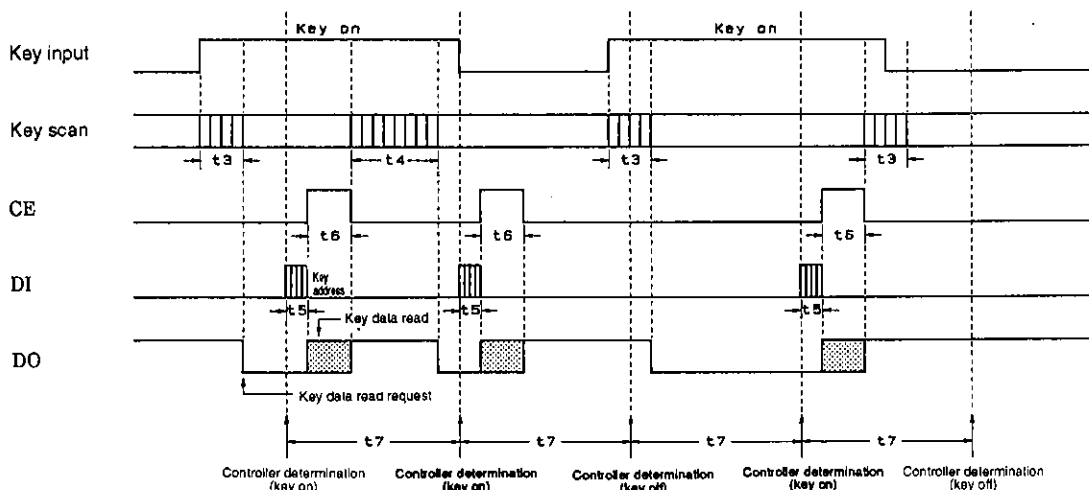 Key on
Key on
Key input
Key scan
t3
t4
t3
t3
CE
t6
t6
t6
DI
Key
address
t5
t5
t5
Key data read
DO
Key data read request
t7
t7
t7
t7
Controller determination
(key on)
Controller determination
(key on)
Controller determination
(key off)
Controller determination
(key on)
Controller determination
(key off)